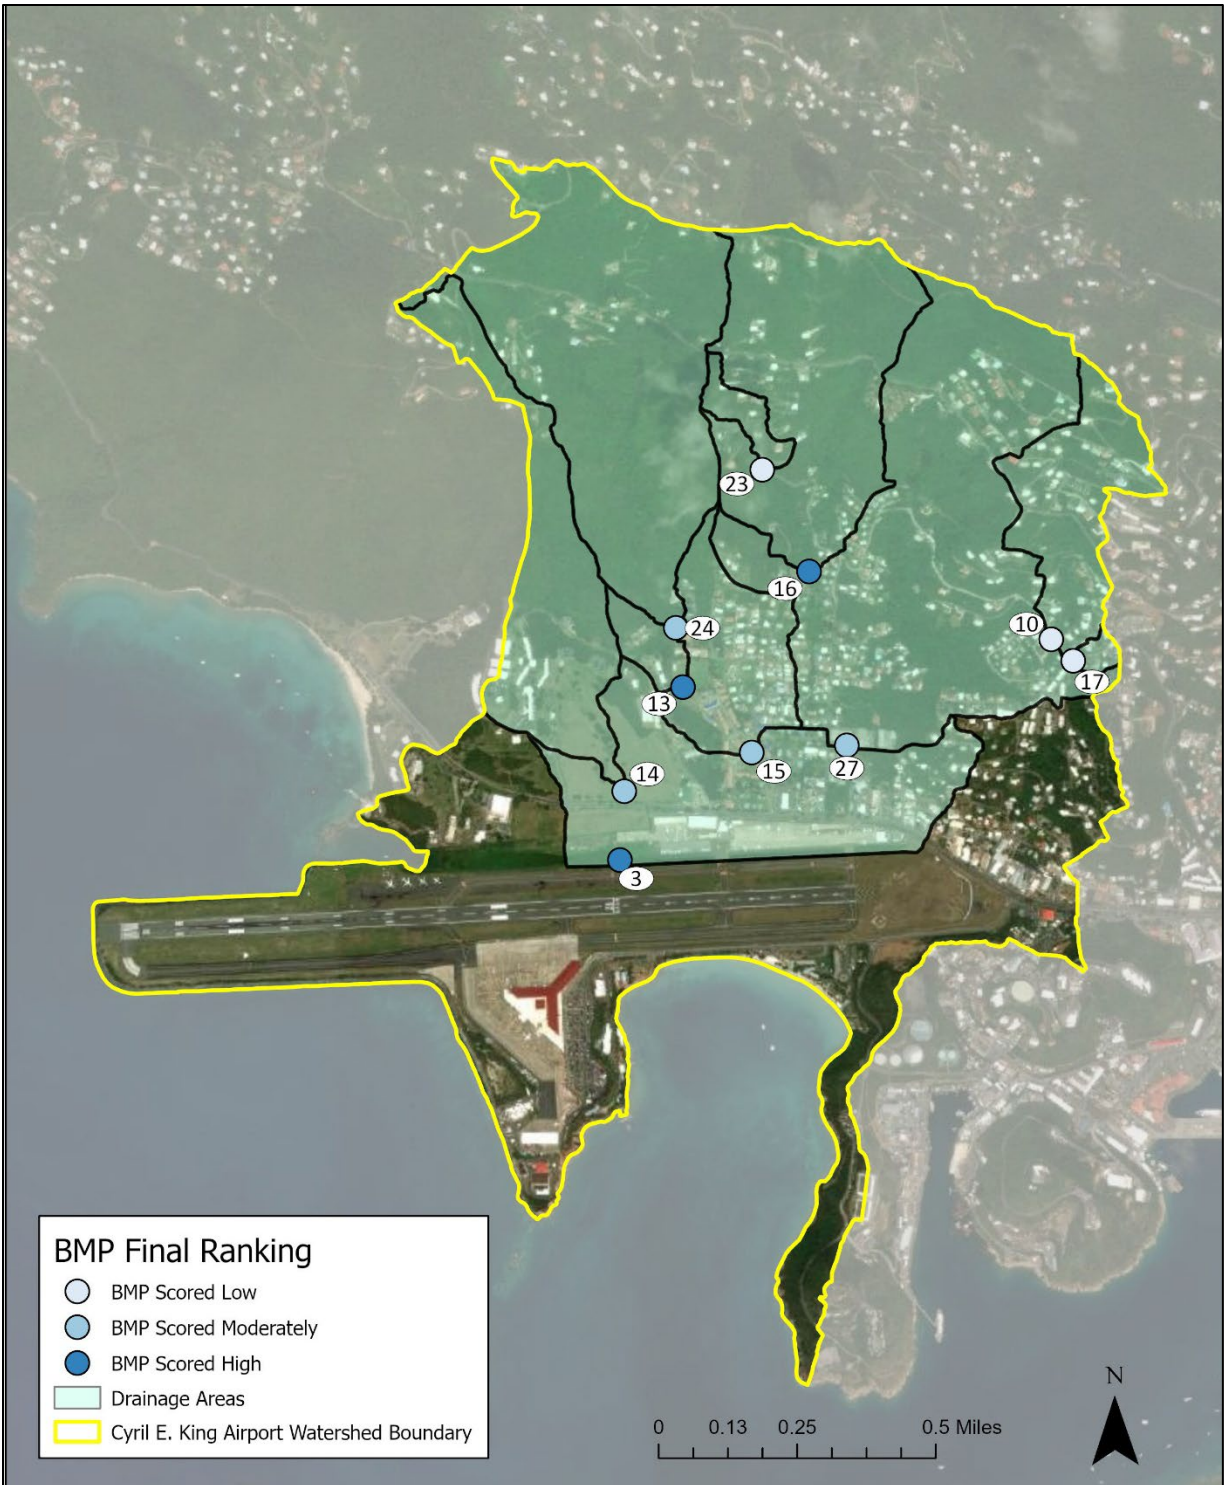 23
16
10
24
17
13
14
15
27
3
BMP Final Ranking
BMP Scored Low
BMP Scored Moderately
BMP Scored High
Drainage Areas
Cyril E. King Airport Watershed Boundary
N
0 0.13 0.25 0.5 Miles